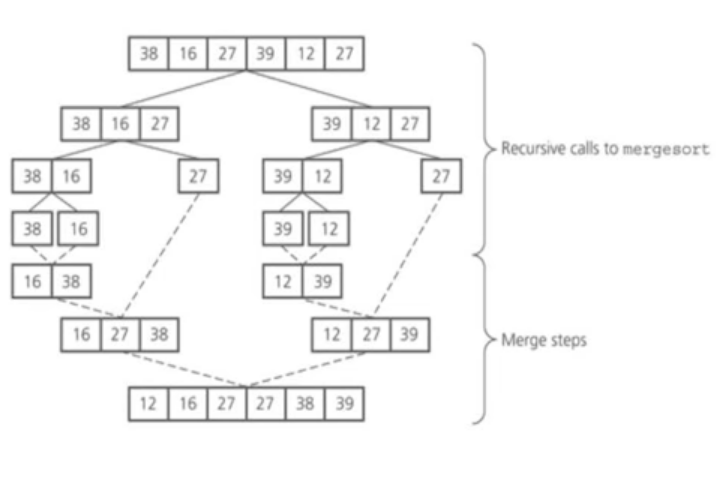 38 16 27 39 12 27
38 16 27 39 12 27
Recursive calls to mergesort
38 16 27 39 12 27
38 16 39 12
16 38 12 39
16 27 38 12 27 39
Merge steps
12 16 27 27 38 39